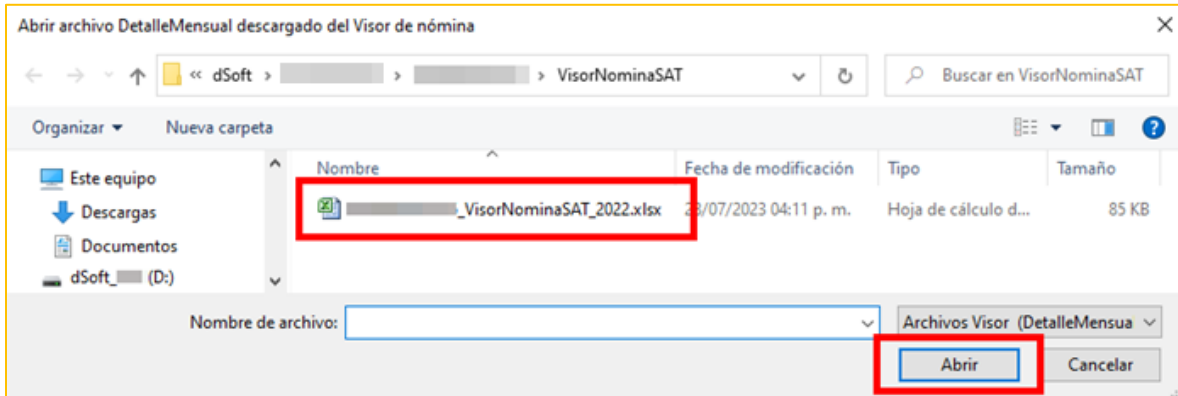 Abrir archivo DetalleMensual descargado del Visor de nómina
« dSoft > > > VisorNominaSAT
Buscar en VisorNominaSAT
Organizar Nueva carpeta
Nombre Fecha de modificación Tipo Tamaño
Este equipo
_VisorNominaSAT_2022.xlsx /07/2023 04:11 p. m. Hoja de cálculo d... 85 KB
Descargas
Documentos
dSoft_ (D:)
Nombre de archivo: Archivos Visor (DetalleMensua
Abrir Cancelar